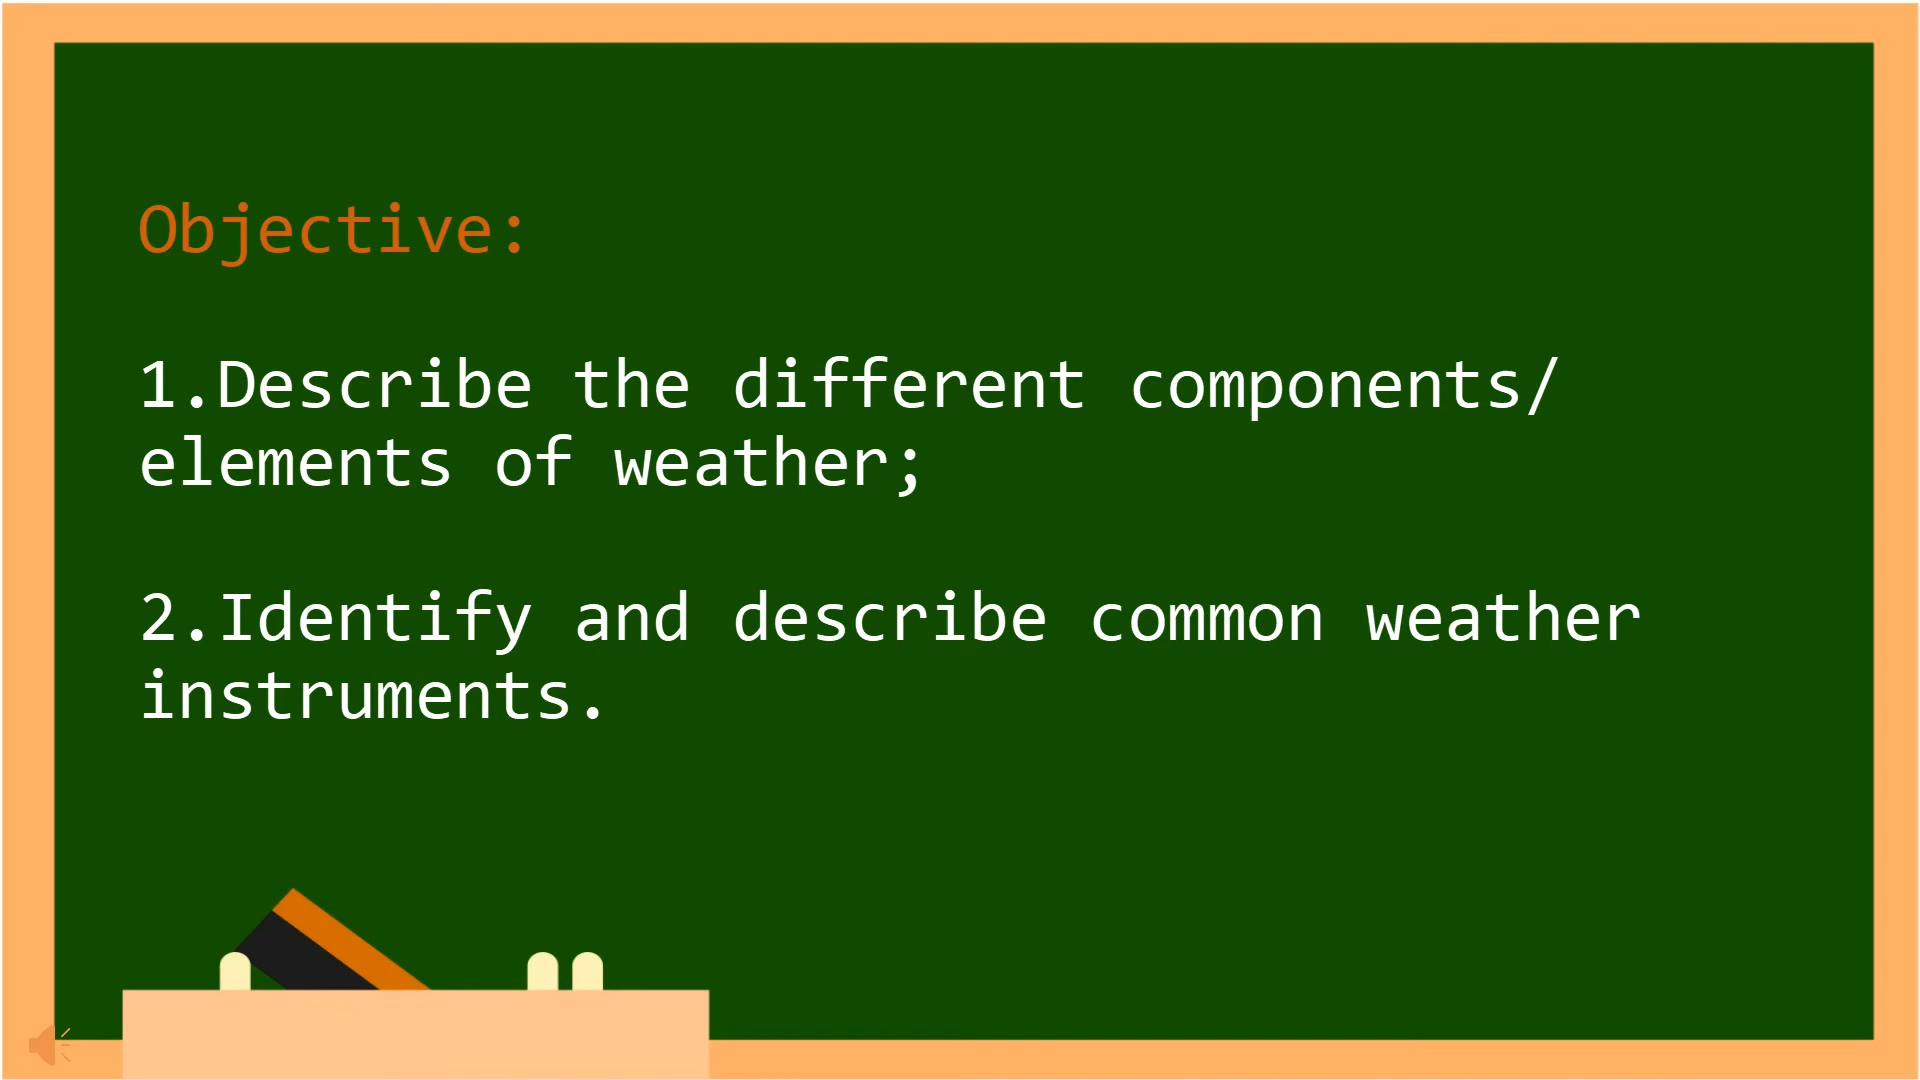 Objective:
1.Describe the different components/
elements of weather;
2.Identify and describe common weather
instruments.